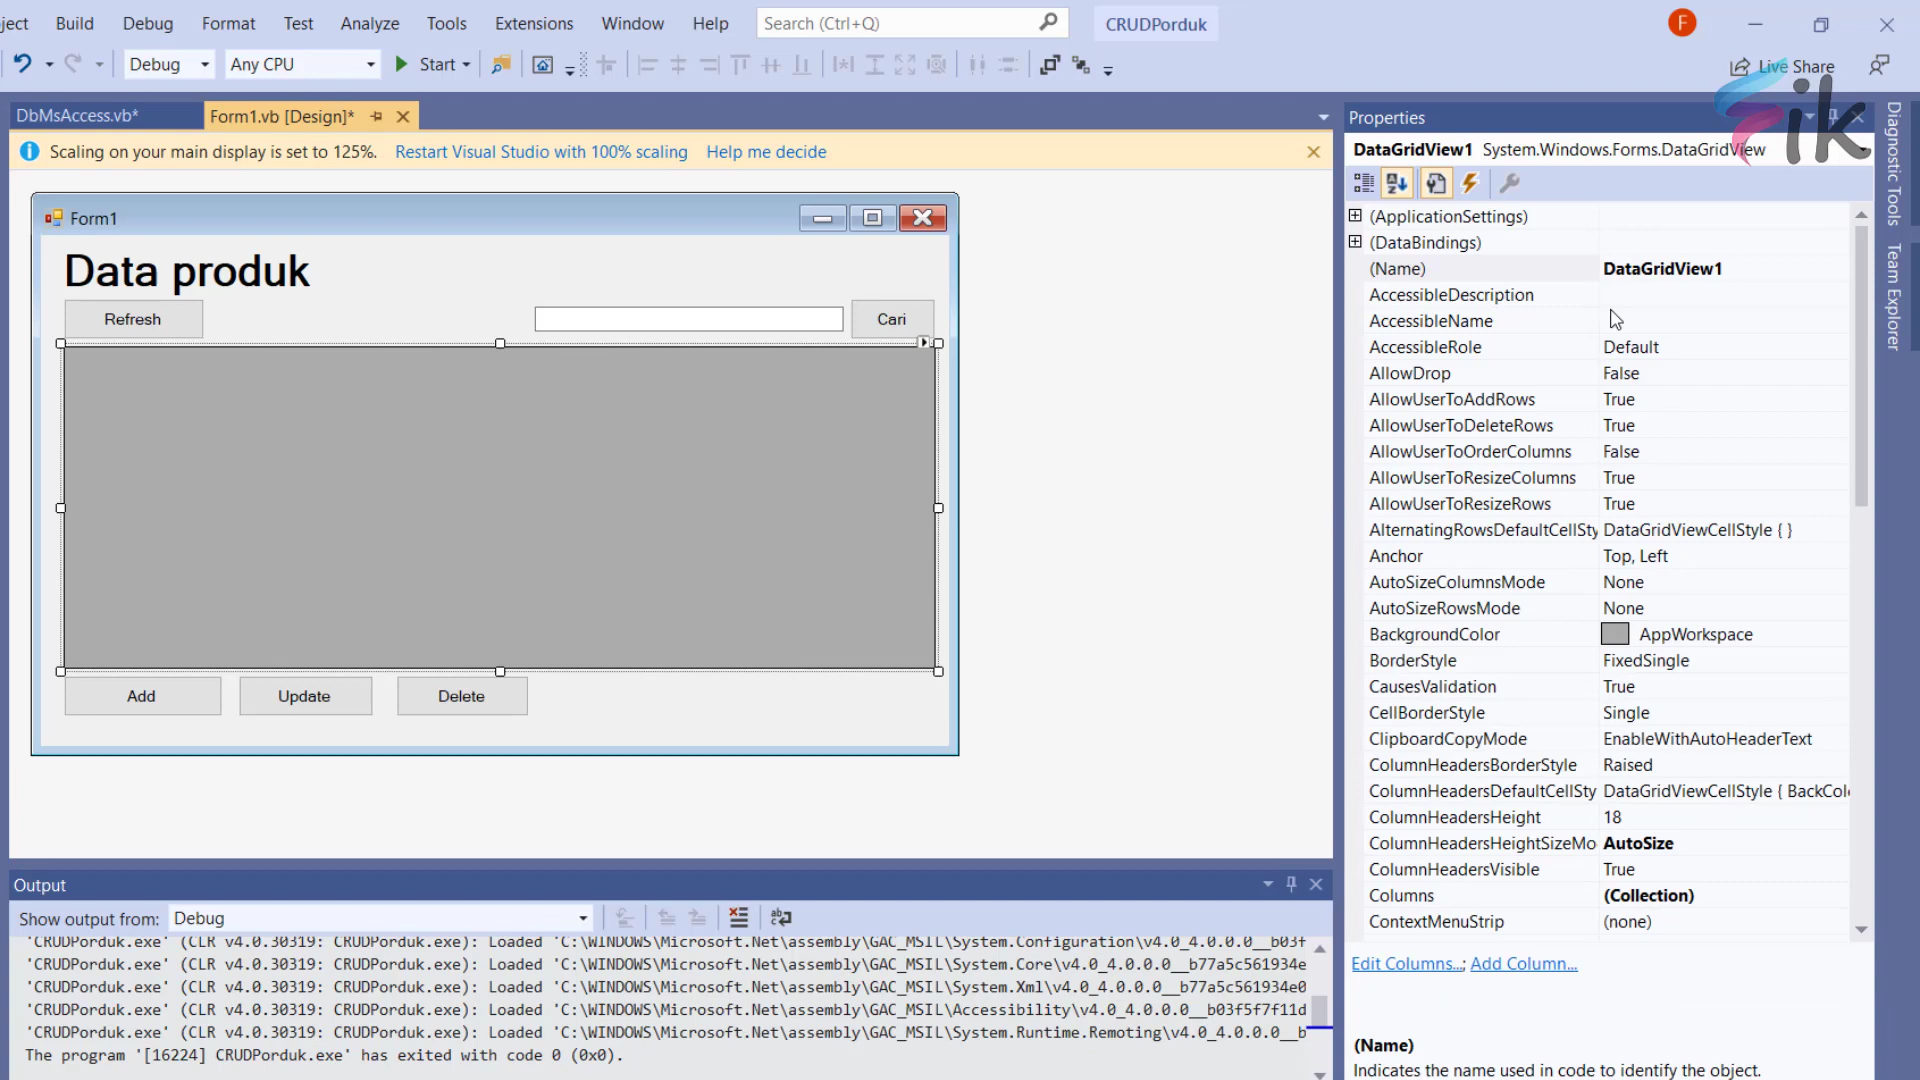 ject Build Debug Format Test Analyze Tools Extensions Window Help Search (Ctrl+Q) CRUDPorduk F
Debug Any CPU Start Live Share
DbMsAccess.vb* Form1.vb [Design]*
Scaling on your main display is set to 125%. Restart Visual Studio with 100% scaling Help me decide
Form1
Data produk
Refresh Cari
Add Update Delete
Output
Show output from: Debug
'CRUDPorduk.exe' (CLR v4.0.30319: CRUDPorduk.exe): Loaded 'C:\WINDOWS\Microsoft.Net\assembly\GAC_MSIL\System.Configuration\v4.0_4.0.0.0__b03f
'CRUDPorduk.exe' (CLR v4.0.30319: CRUDPorduk.exe): Loaded 'C:\WINDOWS\Microsoft.Net\assembly\GAC_MSIL\System.Core\v4.0_4.0.0.0__b77a5c561934e
'CRUDPorduk.exe' (CLR v4.0.30319: CRUDPorduk.exe): Loaded 'C:\WINDOWS\Microsoft.Net\assembly\GAC_MSIL\System.Xml\v4.0_4.0.0.0__b77a5c561934e0
'CRUDPorduk.exe' (CLR v4.0.30319: CRUDPorduk.exe): Loaded 'C:\WINDOWS\Microsoft.Net\assembly\GAC_MSIL\Accessibility\v4.0_4.0.0.0__b03f5f7f11d
'CRUDPorduk.exe' (CLR v4.0.30319: CRUDPorduk.exe): Loaded 'C:\WINDOWS\Microsoft.Net\assembly\GAC_MSIL\System.Runtime.Remoting\v4.0_4.0.0.0__b
The program '[16224] CRUDPorduk.exe' has exited with code 0 (0x0).
Properties
DataGridView1 System.Windows.Forms.DataGridView
(ApplicationSettings)
(DataBindings)
(Name) DataGridView1
AccessibleDescription
AccessibleName
AccessibleRole Default
AllowDrop False
AllowUserToAddRows True
AllowUserToDeleteRows True
AllowUserToOrderColumns False
AllowUserToResizeColumns True
AllowUserToResizeRows True
AlternatingRowsDefaultCellSty DataGridViewCellStyle { }
Anchor Top, Left
AutoSizeColumnsMode None
AutoSizeRowsMode None
BackgroundColor AppWorkspace
BorderStyle FixedSingle
CausesValidation True
CellBorderStyle Single
ClipboardCopyMode EnableWithAutoHeaderText
ColumnHeadersBorderStyle Raised
ColumnHeadersDefaultCellSty DataGridViewCellStyle { BackCol
ColumnHeadersHeight 18
ColumnHeadersHeightSizeMo AutoSize
ColumnHeadersVisible True
Columns (Collection)
ContextMenuStrip (none)
Edit Columns...; Add Column...
(Name)
Indicates the name used in code to identify the object.
Diagnostic Tools
Team Explorer